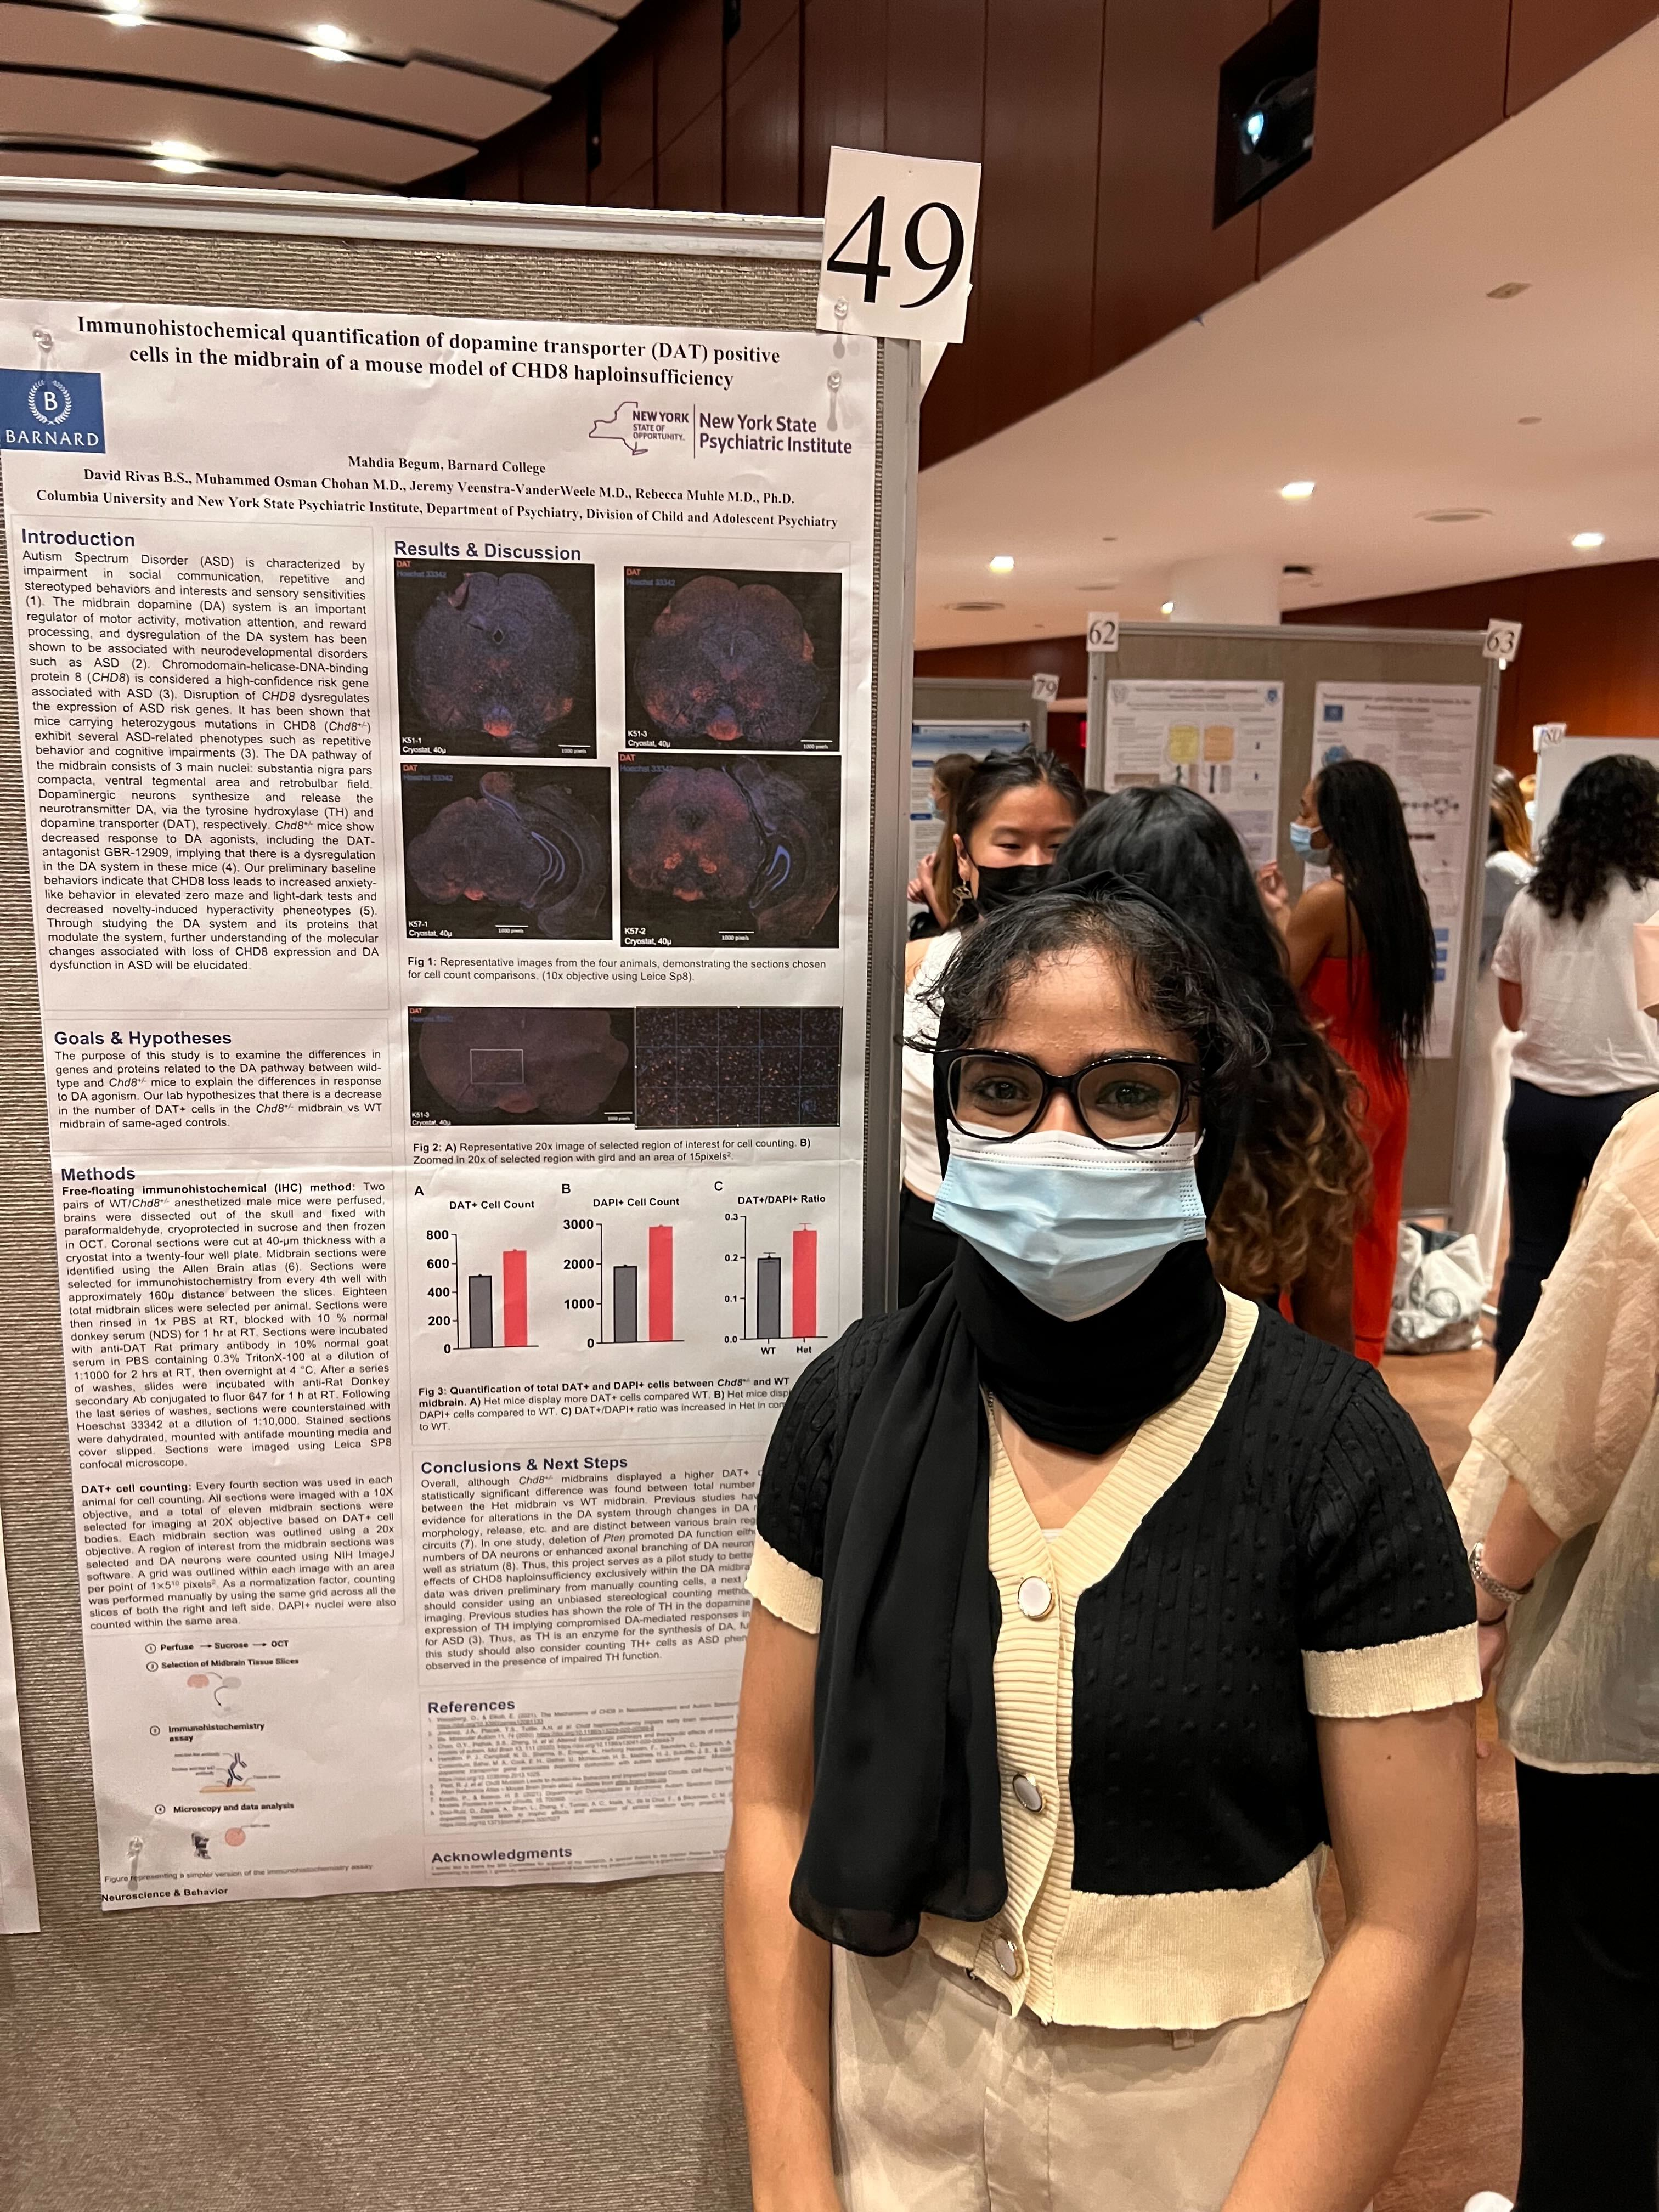 49
Immunohistochemical quantification of dopamine transporter (DAT) positive
cells in the midbrain of a mouse model of CHD8 haploinsufficiency
B
BARNARD
NEW YORK
STATE OF
OPPORTUNITY.
New York State
Psychiatric Institute
Mahdia Begum, Barnard College
David Rivas B.S., Muhammed Osman Chohan M.D., Jeremy Veenstra-VanderWeele M.D., Rebecca Muhle M.D., Ph.D.
Columbia University and New York State Psychiatric Institute, Department of Psychiatry, Division of Child and Adolescent Psychiatry
Introduction
Autism Spectrum Disorder (ASD) is characterized by
impairment in social communication, repetitive and
stereotyped behaviors and interests and sensory sensitivities
(1). The midbrain dopamine (DA) system is an important
regulator of motor activity, motivation attention, and reward
processing, and dysregulation of the DA system has been
shown to be associated with neurodevelopmental disorders
such as ASD (2). Chromodomain-helicase-DNA-binding
protein 8 (CHD8) is considered a high-confidence risk gene
associated with ASD (3). Disruption of CHD8 dysregulates
the expression of ASD risk genes. It has been shown that
mice carrying heterozygous mutations in CHD8 (Chd8+/-)
exhibit several ASD-related phenotypes such as repetitive
behavior and cognitive impairments (3). The DA pathway of
the midbrain consists of 3 main nuclei: substantia nigra pars
compacta, ventral tegmental area and retrobulbar field.
Dopaminergic neurons synthesize and release the
neurotransmitter DA, via the tyrosine hydroxylase (TH) and
dopamine transporter (DAT), respectively. Chd8+/- mice show
decreased response to DA agonists, including the DAT-
antagonist GBR-12909, implying that there is a dysregulation
in the DA system in these mice (4). Our preliminary baseline
behaviors indicate that CHD8 loss leads to increased anxiety-
like behavior in elevated zero maze and light-dark tests and
decreased novelty-induced hyperactivity phenotypes (5).
Through studying the DA system and its proteins that
modulate the system, further understanding of the molecular
changes associated with loss of CHD8 expression and DA
dysfunction in ASD will be elucidated.
Goals & Hypotheses
The purpose of this study is to examine the differences in
genes and proteins related to the DA pathway between wild-
type and Chd8+/- mice to explain the differences in response
to DA agonism. Our lab hypothesizes that there is a decrease
in the number of DAT+ cells in the Chd8+/- midbrain vs WT
midbrain of same-aged controls.
Methods
Free-floating immunohistochemical (IHC) method: Two
pairs of WT/Chd8+/- anesthetized male mice were perfused,
brains were dissected out of the skull and fixed with
paraformaldehyde, cryoprotected in sucrose and then frozen
in OCT. Coronal sections were cut at 40-μm thickness with a
cryostat into a twenty-four well plate. Midbrain sections were
identified using the Allen Brain atlas (6). Sections were
selected for immunohistochemistry from every 4th well with
approximately 160μ distance between the slices. Eighteen
total midbrain slices were selected per animal. Sections were
then rinsed in 1x PBS at RT, blocked with 10 % normal
donkey serum (NDS) for 1 hr at RT. Sections were incubated
with anti-DAT Rat primary antibody in 10% normal goat
serum in PBS containing 0.3% TritonX-100 at a dilution of
1:1000 for 2 hrs at RT, then overnight at 4 °C. After a series
of washes, slides were incubated with anti-Rat Donkey
secondary Ab conjugated to fluor 647 for 1 h at RT. Following
the last series of washes, sections were counterstained with
Hoeschst 33342 at a dilution of 1:10,000. Stained sections
were dehydrated, mounted with antifade mounting media and
cover slipped. Sections were imaged using Leica SP8
confocal microscope.
DAT+ cell counting: Every fourth section was used in each
animal for cell counting. All sections were imaged with a 10X
objective, and a total of eleven midbrain sections were
selected for imaging at 20X objective based on DAT+ cell
bodies. Each midbrain section was outlined using a 20x
objective. A region of interest from the midbrain sections was
selected and DA neurons were counted using NIH ImageJ
software. A grid was outlined within each image with an area
per point of 1×5¹⁰ pixels². As a normalization factor, counting
was performed manually by using the same grid across all the
slices of both the right and left side. DAPI+ nuclei were also
counted within the same area.
1 Perfuse → Sucrose → OCT
2 Selection of Midbrain Tissue Slices
3 Immunohistochemistry
assay
4 Microscopy and data analysis
Figure representing a simpler version of the immunohistochemistry assay
Neuroscience & Behavior
Results & Discussion
DAT
Hoechst 33342
K51-1
Cryostat, 40μ
1000 pixels
DAT
Hoechst 33342
K51-3
Cryostat, 40μ
1000 pixels
DAT
Hoechst 33342
K57-1
Cryostat, 40μ
1000 pixels
DAT
Hoechst 33342
K57-2
Cryostat, 40μ
1000 pixels
Fig 1: Representative images from the four animals, demonstrating the sections chosen
for cell count comparisons. (10x objective using Leice Sp8).
DAT
K51-3
Cryostat, 40μ
Fig 2: A) Representative 20x image of selected region of interest for cell counting. B)
Zoomed in 20x of selected region with gird and an area of 15pixels².
A
DAT+ Cell Count
800
600
400
200
0
B
DAPI+ Cell Count
3000
2000
1000
0
C
DAT+/DAPI+ Ratio
0.3
0.2
0.1
0.0
WT Het
Fig 3: Quantification of total DAT+ and DAPI+ cells between Chd8+/- and WT
midbrain. A) Het mice display more DAT+ cells compared WT. B) Het mice disp
DAPI+ cells compared to WT. C) DAT+/DAPI+ ratio was increased in Het in com
to WT.
Conclusions & Next Steps
Overall, although Chd8+/- midbrains displayed a higher DAT+
statistically significant difference was found between total number
between the Het midbrain vs WT midbrain. Previous studies hav
evidence for alterations in the DA system through changes in DA
morphology, release, etc. and are distinct between various brain reg
circuits (7). In one study, deletion of Pten promoted DA function eith
numbers of DA neurons or enhanced axonal branching of DA neuron
well as striatum (8). Thus, this project serves as a pilot study to bette
effects of CHD8 haploinsufficiency exclusively within the DA midbra
data was driven preliminary from manually counting cells, a next
should consider using an unbiased stereological counting metho
imaging. Previous studies has shown the role of TH in the dopamine
expression of TH implying compromised DA-mediated responses in
for ASD (3). Thus, as TH is an enzyme for the synthesis of DA, fu
this study should also consider counting TH+ cells as ASD phen
observed in the presence of impaired TH function.
References
Acknowledgments
62
63
79
80